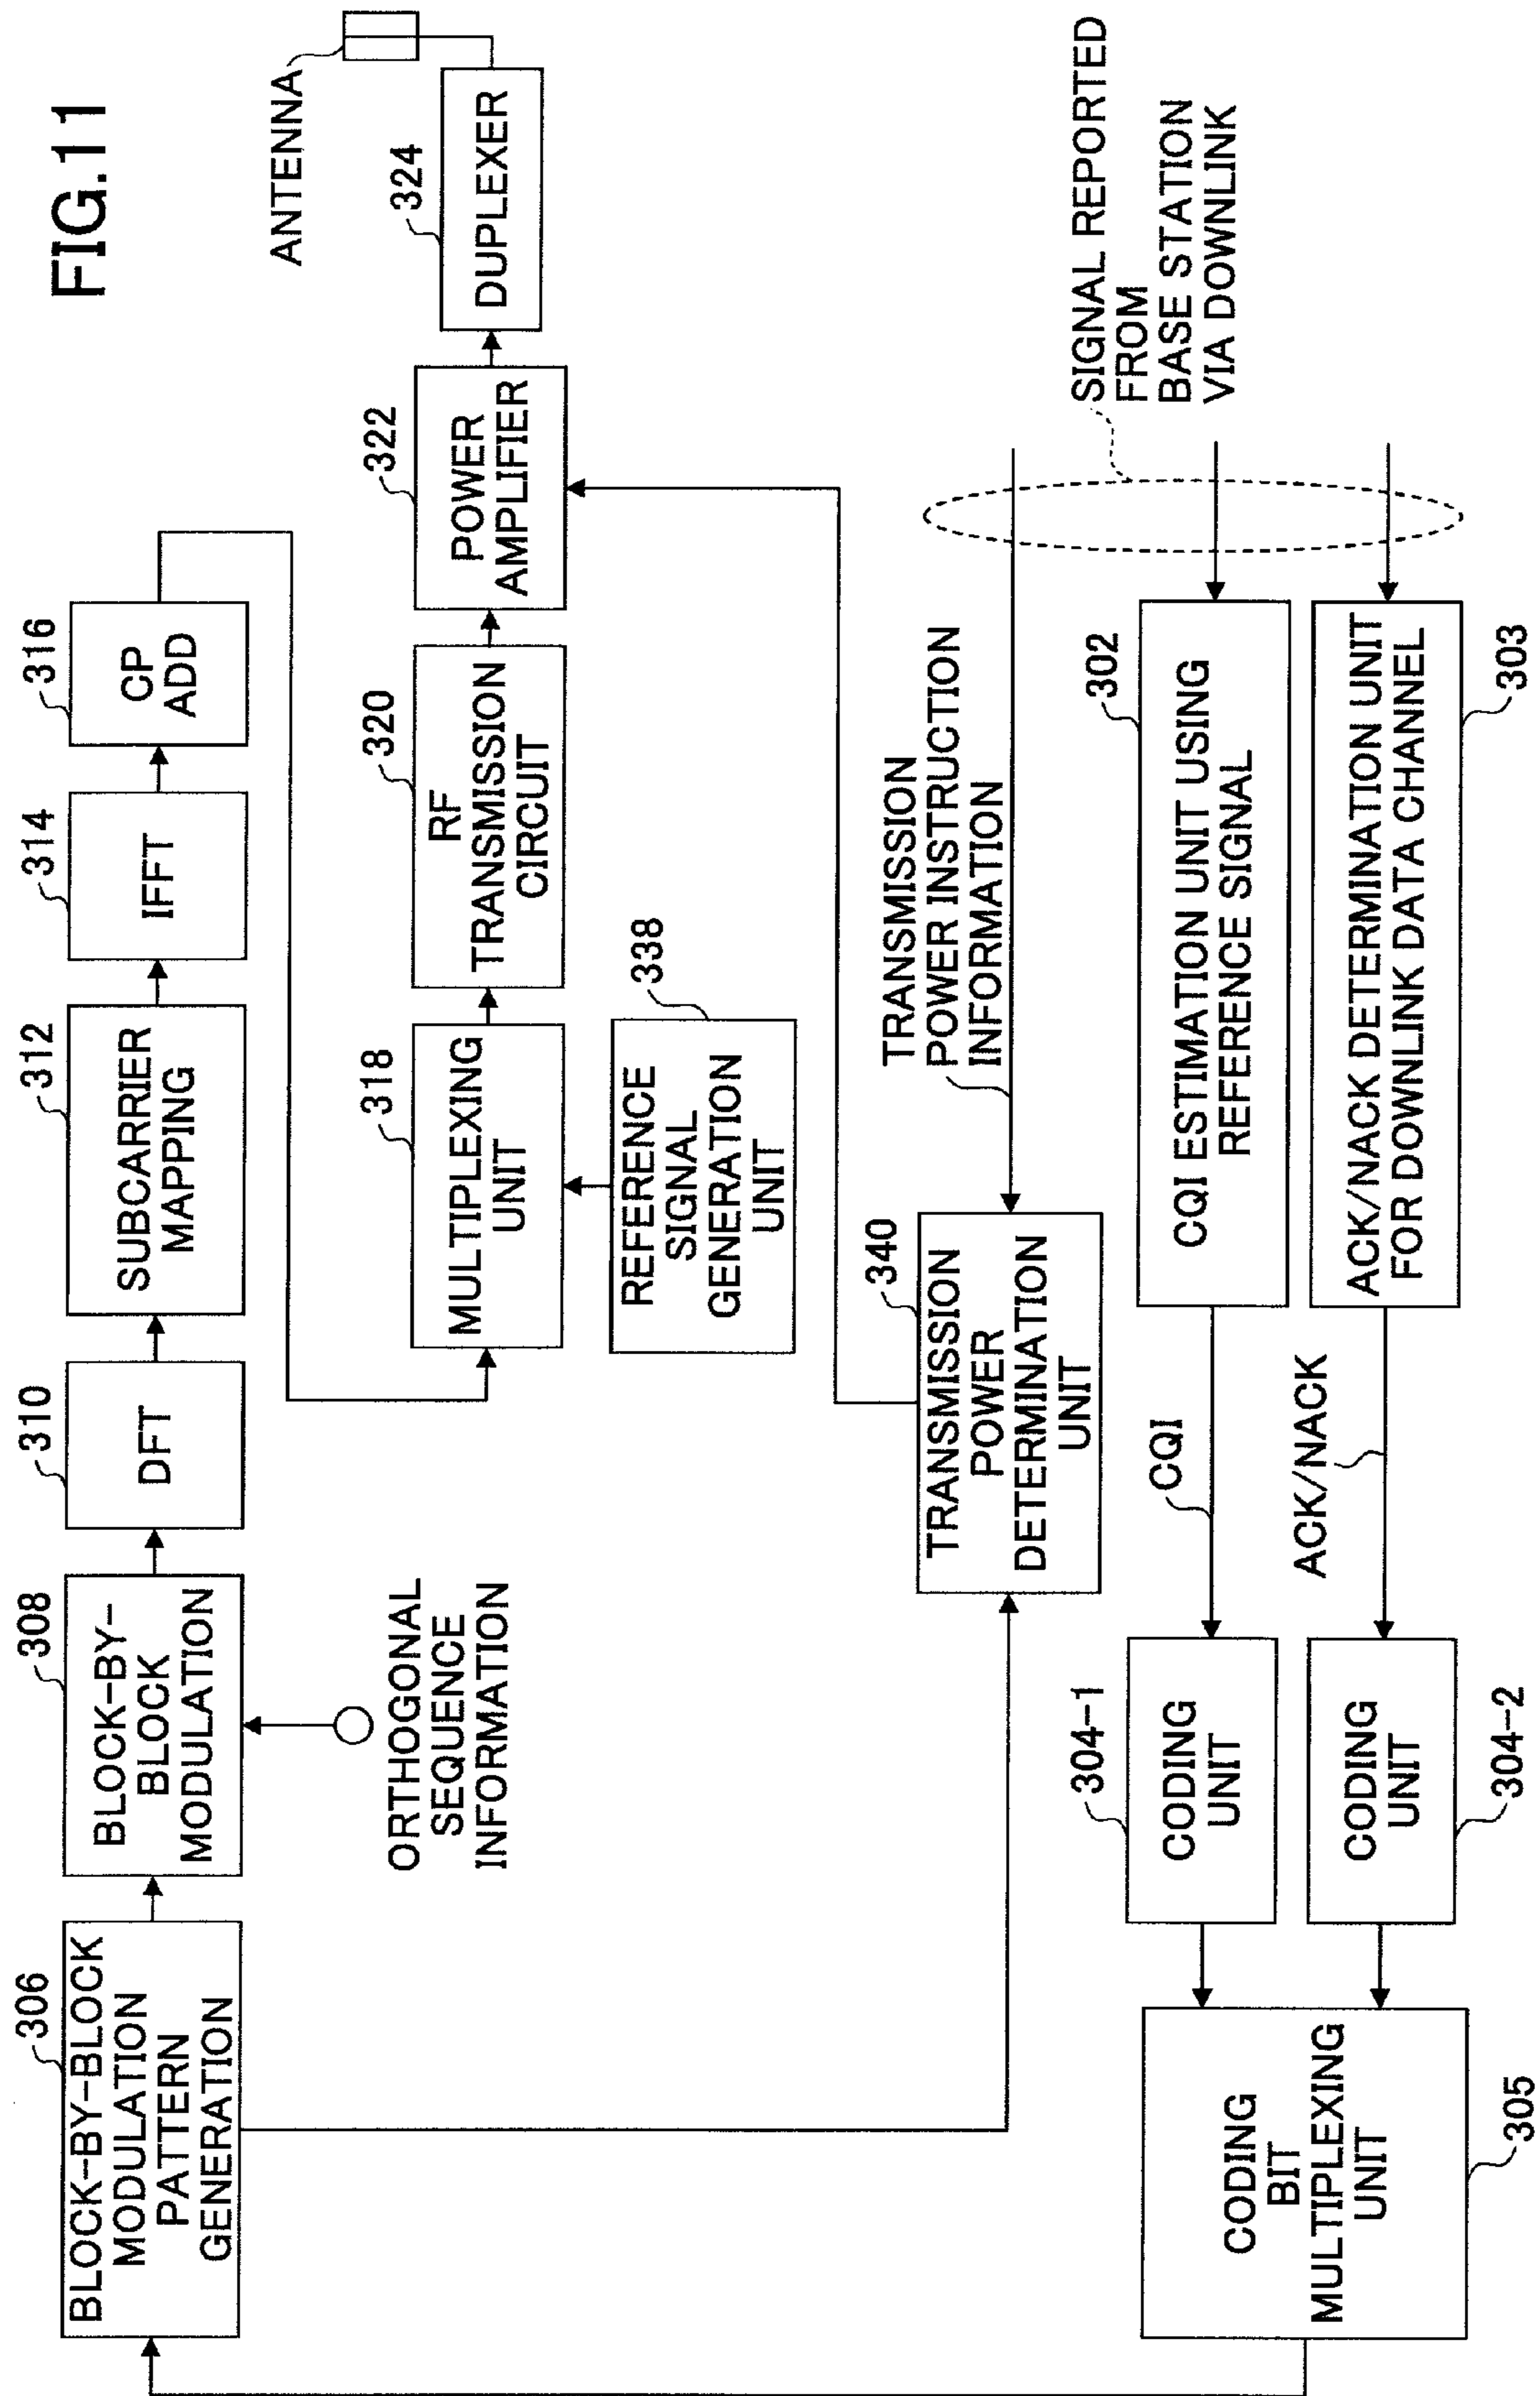 FIG.11
306
BLOCK-BY-BLOCK
MODULATION
PATTERN
GENERATION
308
BLOCK-BY-
BLOCK
MODULATION
310
DFT
312
SUBCARRIER
MAPPING
314
IFFT
316
CP
ADD
ORTHOGONAL
SEQUENCE
INFORMATION
318
MULTIPLEXING
UNIT
320
RF
TRANSMISSION
CIRCUIT
322
POWER
AMPLIFIER
324
DUPLEXER
ANTENNA
338
REFERENCE
SIGNAL
GENERATION
UNIT
340
TRANSMISSION
POWER
DETERMINATION
UNIT
TRANSMISSION
POWER INSTRUCTION
INFORMATION
SIGNAL REPORTED
FROM
BASE STATION
VIA DOWNLINK
302
CQI ESTIMATION UNIT USING
REFERENCE SIGNAL
CQI
304-1
CODING
UNIT
ACK/NACK DETERMINATION UNIT
FOR DOWNLINK DATA CHANNEL
303
ACK/NACK
CODING
UNIT
304-2
CODING
BIT
MULTIPLEXING
UNIT
305